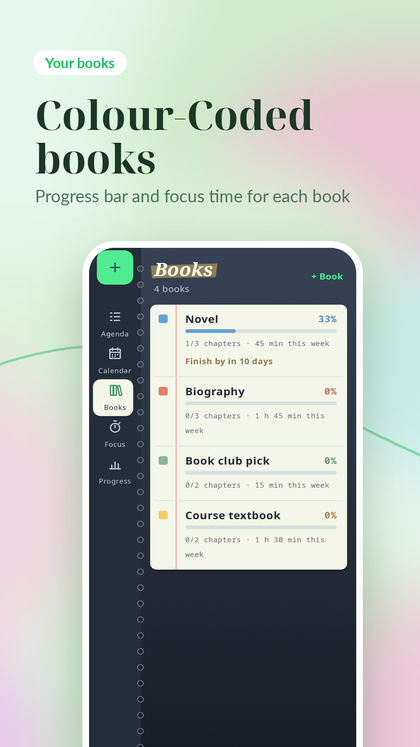 Your books
Colour-Coded
books
Progress bar and focus time for each book
+
Books
4 books
+ Book
Agenda
Calendar
Books
Focus
Progress
Novel 33%
1/3 chapters · 45 min this week
Finish by in 10 days
Biography 0%
0/3 chapters · 1 h 45 min this
week
Book club pick 0%
0/2 chapters · 15 min this week
Course textbook 0%
0/2 chapters · 1 h 30 min this
week